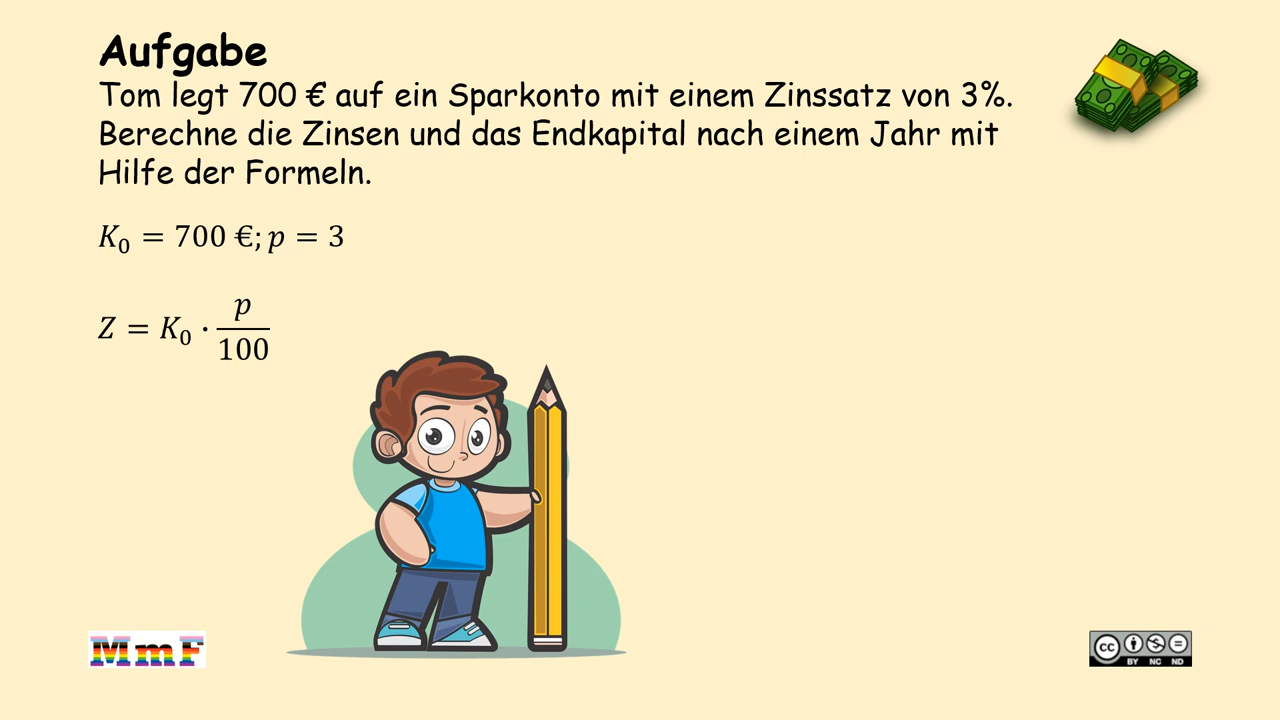 Aufgabe
Tom legt 700 € auf ein Sparkonto mit einem Zinssatz von 3%.
Berechne die Zinsen und das Endkapital nach einem Jahr mit
Hilfe der Formeln.
K₀ = 700 €; p = 3
Z = K₀ · p/100
MmF
cc BY NC ND